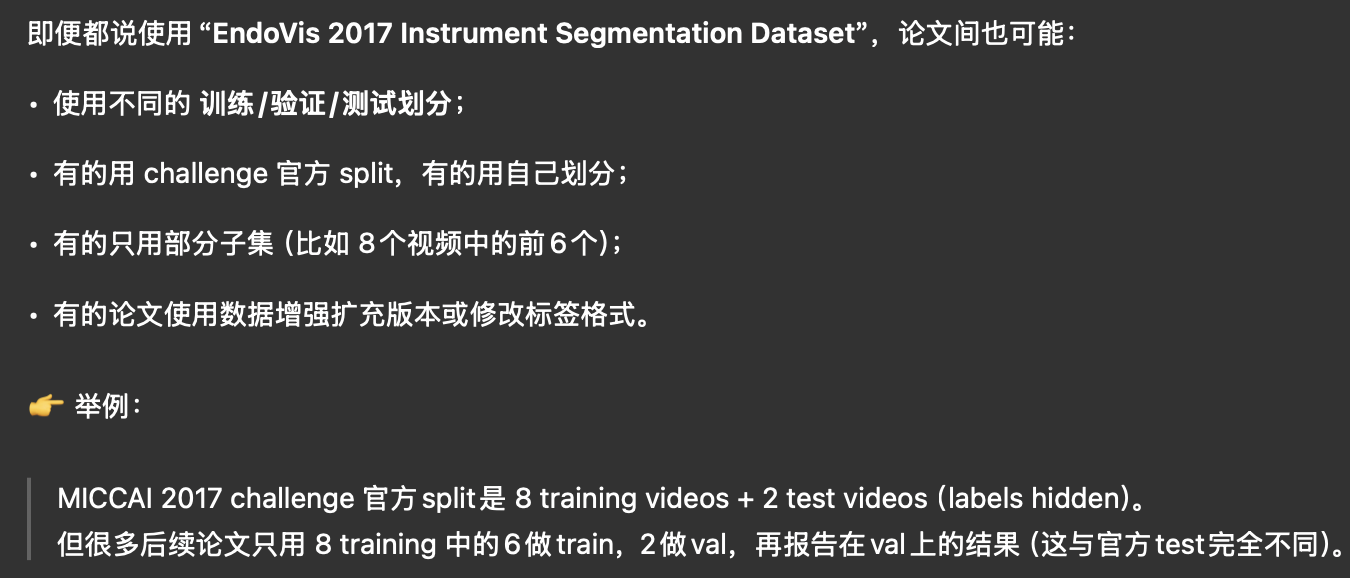 即便都说使用 “EndoVis 2017 Instrument Segmentation Dataset”，论文间也可能：
• 使用不同的 训练/验证/测试划分；
• 有的用 challenge 官方 split，有的用自己划分；
• 有的只用部分子集（比如 8个视频中的前6个）；
• 有的论文使用数据增强扩充版本或修改标签格式。
👉 举例：
MICCAI 2017 challenge 官方split是 8 training videos + 2 test videos（labels hidden）。
但很多后续论文只用 8 training 中的6做train，2做val，再报告在val上的结果（这与官方test完全不同）。